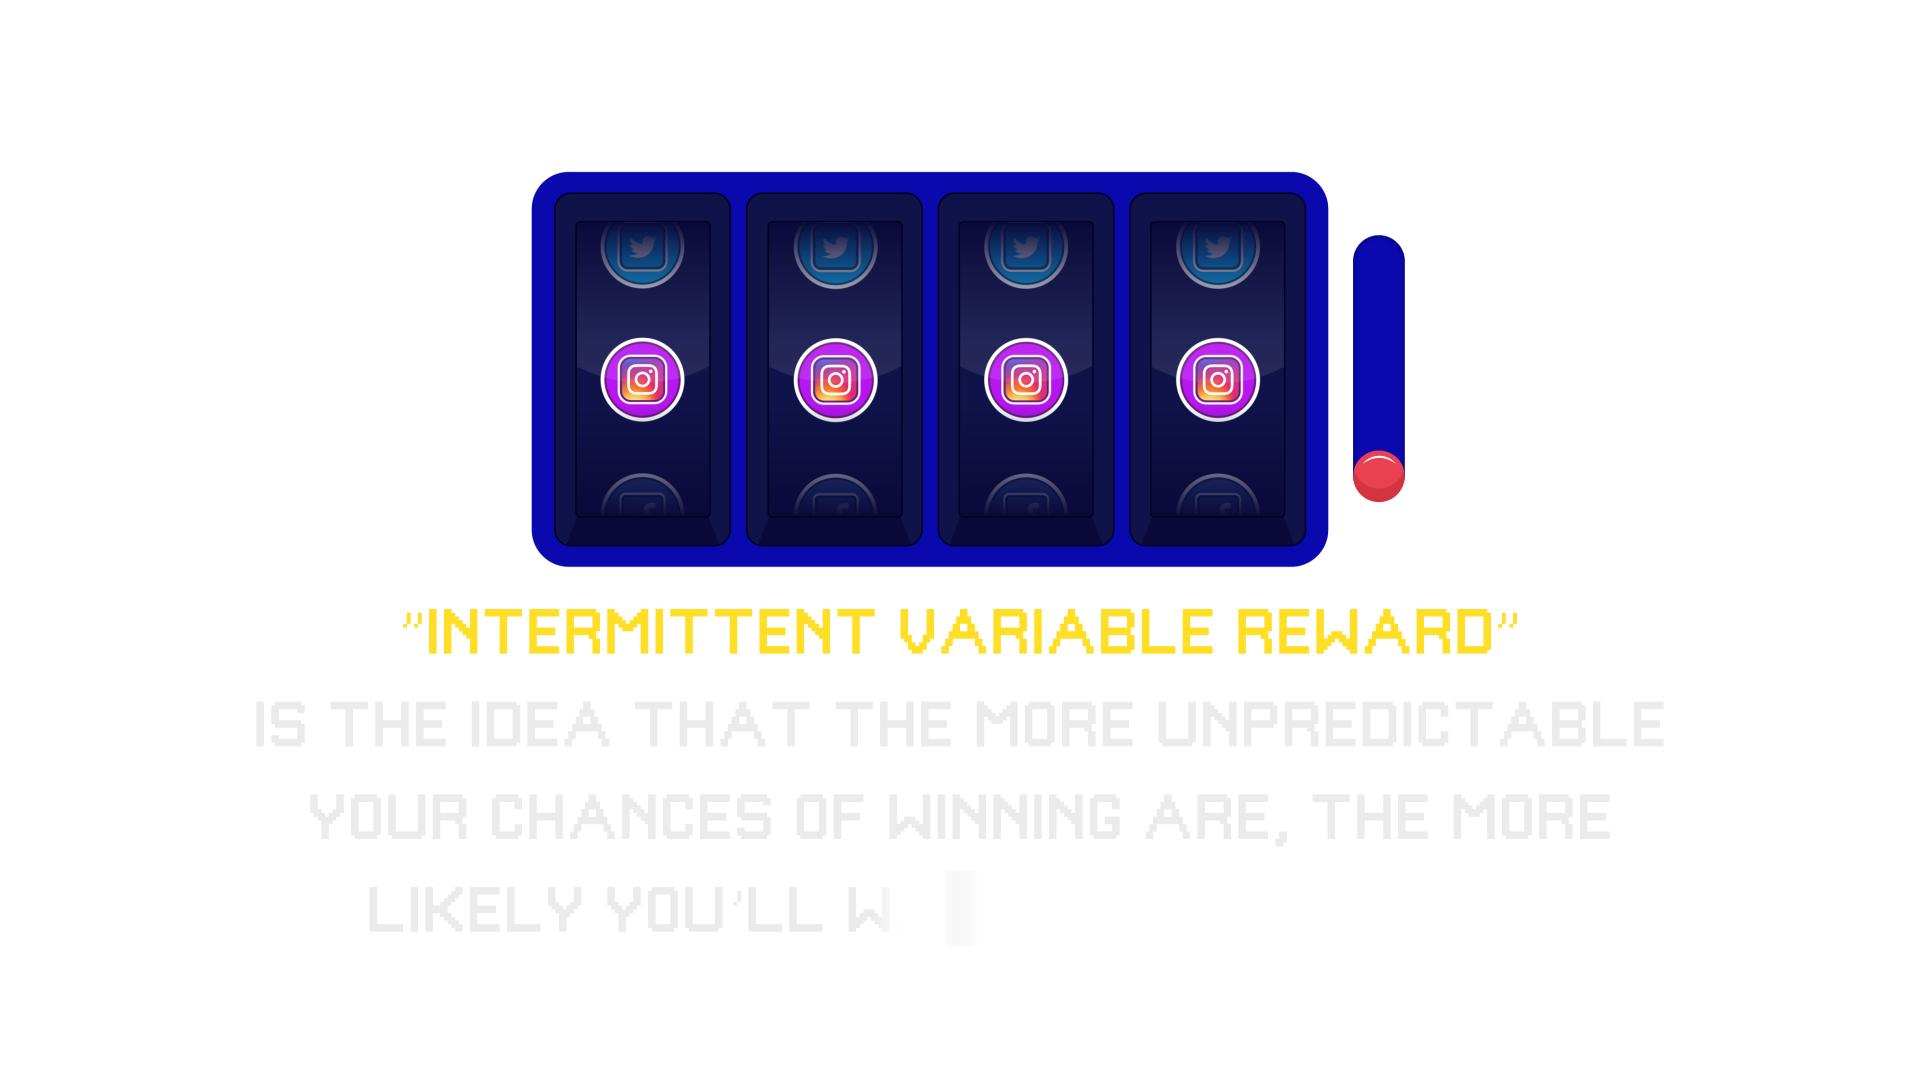 "INTERMITTENT VARIABLE REWARD"
IS THE IDEA THAT THE MORE UNPREDICTABLE
YOUR CHANCES OF WINNING ARE, THE MORE
LIKELY YOU'LL W